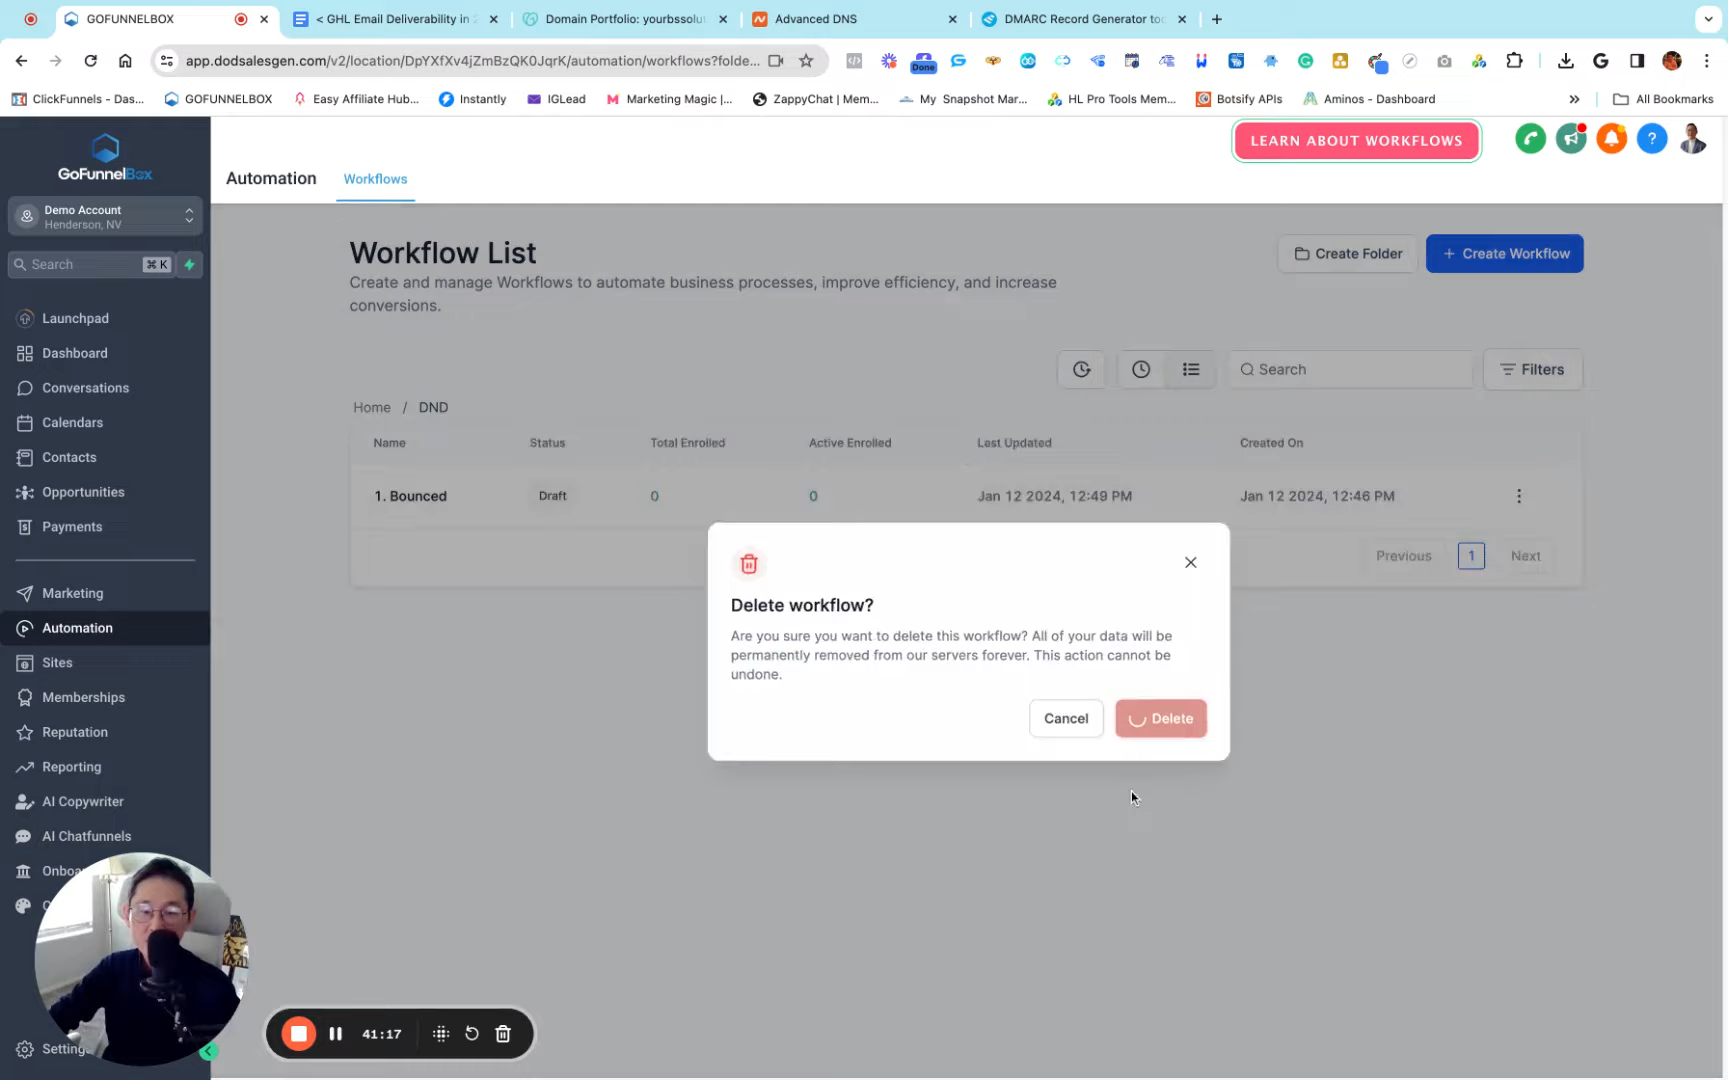 GOFUNNELBOX
< GHL Email Deliverability in 2
Domain Portfolio: yourbssolut
Advanced DNS
DMARC Record Generator too
app.dodsalesgen.com/v2/location/DpYXfXv4jZmBzQK0JqrK/automation/workflows?folde...
Done
ClickFunnels - Das...
GOFUNNELBOX
Easy Affiliate Hub...
Instantly
IGLead
Marketing Magic |...
ZappyChat | Mem...
My Snapshot Mar...
HL Pro Tools Mem...
Botsify APIs
Aminos - Dashboard
All Bookmarks
GoFunnelBox
LEARN ABOUT WORKFLOWS
Automation
Workflows
Demo Account
Henderson, NV
Search
⌘ K
Launchpad
Dashboard
Conversations
Calendars
Contacts
Opportunities
Payments
Marketing
Automation
Sites
Memberships
Reputation
Reporting
AI Copywriter
AI Chatfunnels
Onboa
C
Settings
Workflow List
Create and manage Workflows to automate business processes, improve efficiency, and increase
conversions.
Create Folder
+ Create Workflow
Search
Filters
Home / DND
Name Status Total Enrolled Active Enrolled Last Updated Created On
1. Bounced Draft 0 0 Jan 12 2024, 12:49 PM Jan 12 2024, 12:46 PM
Previous 1 Next
Delete workflow?
Are you sure you want to delete this workflow? All of your data will be
permanently removed from our servers forever. This action cannot be
undone.
Cancel
Delete
41:17